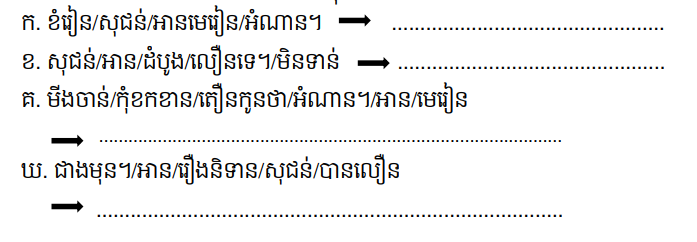 ក. ខំរៀន/សុជន់/អានមេរៀន/អំណាន។ ➞ ................................................
ខ. សុជន់/អាន/ដំបូង/លឿនទេ។/មិនទាន់ ➞ ................................................
គ. មីងចាន់/កុំខកខាន/តឿនកូនថា/អំណាន។/អាន/មេរៀន
➞ ................................................................................
ឃ. ជាងមុន។/អាន/រឿងនិទាន/សុជន់/បានលឿន
➞ ................................................................................